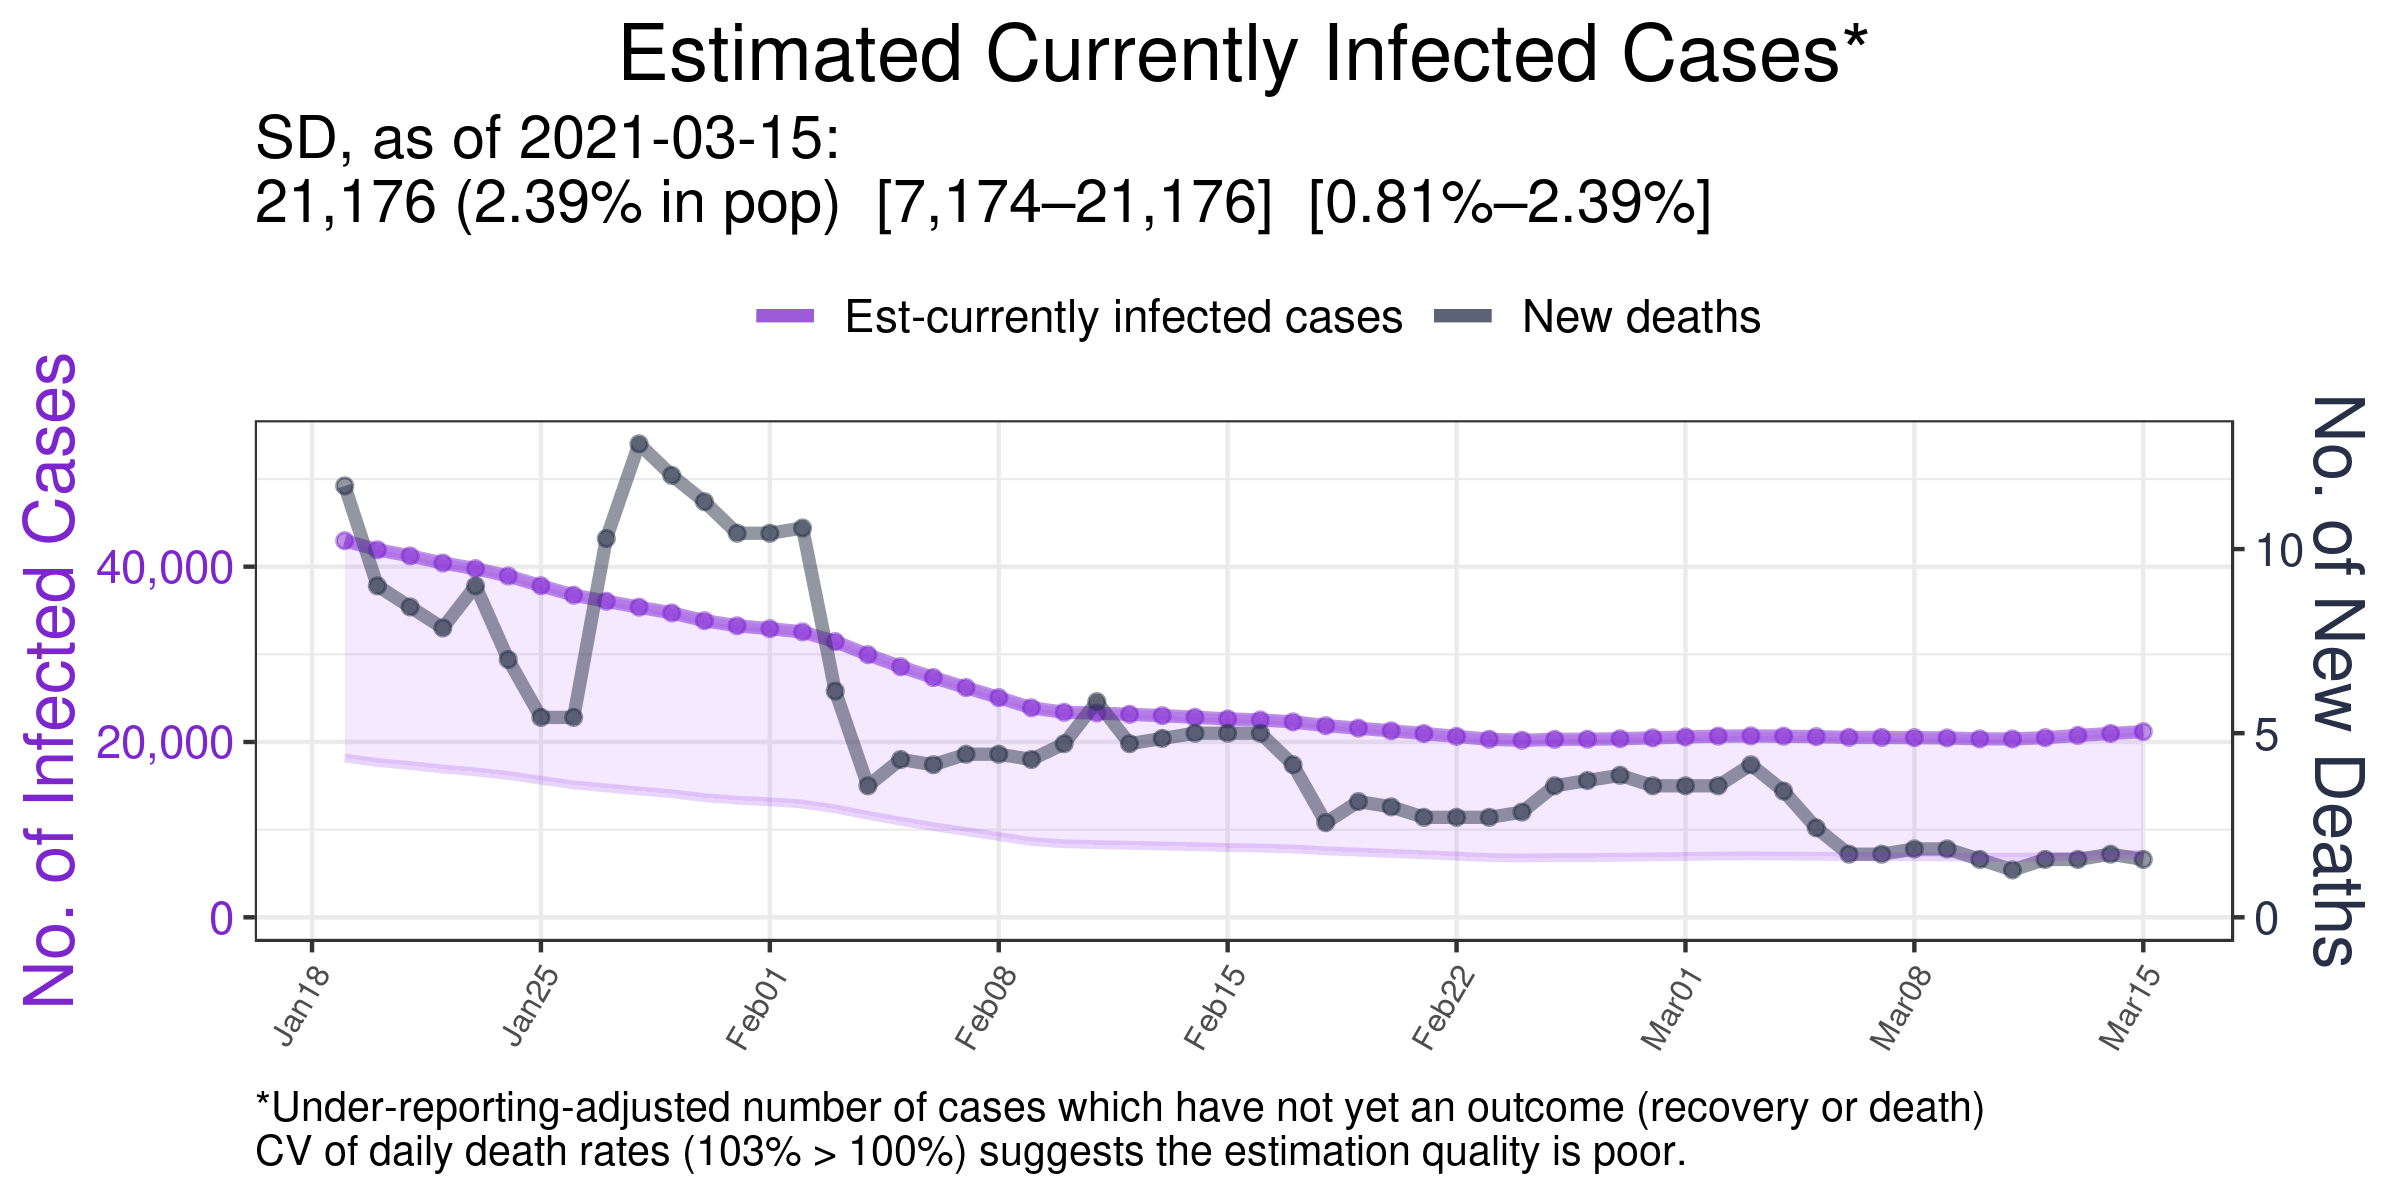 Estimated Currently Infected Cases*
SD, as of 2021-03-15:
21,176 (2.39% in pop)  [7,174–21,176]  [0.81%–2.39%]
Est-currently infected cases
New deaths
No. of Infected Cases
40,000
20,000
0
No. of New Deaths
10
5
0
Jan18
Jan25
Feb01
Feb08
Feb15
Feb22
Mar01
Mar08
Mar15
*Under-reporting-adjusted number of cases which have not yet an outcome (recovery or death)
CV of daily death rates (103% > 100%) suggests the estimation quality is poor.